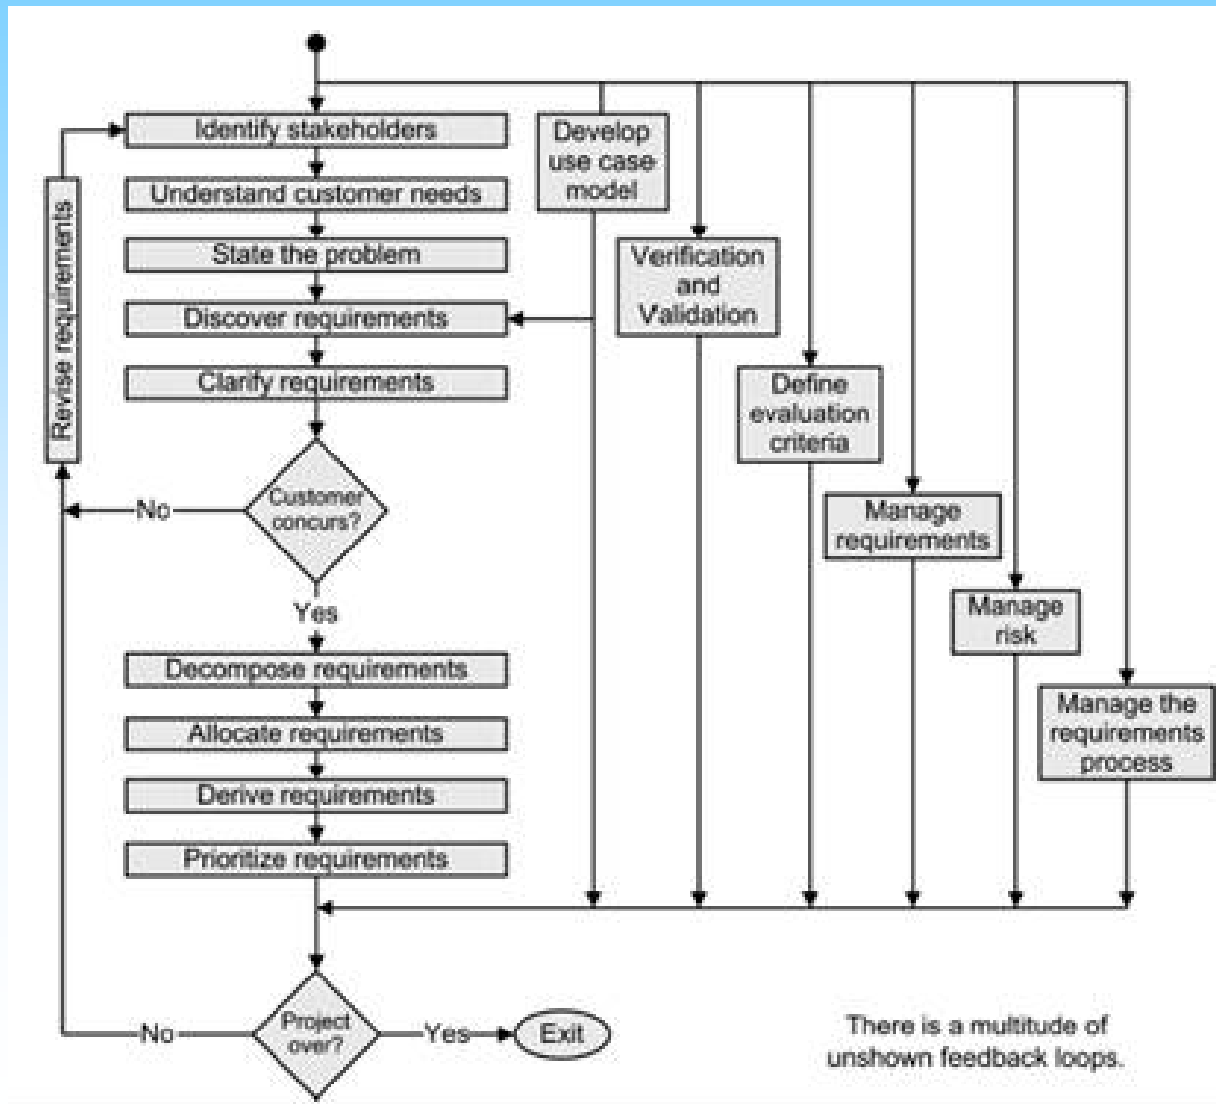 Identify stakeholders
Understand customer needs
State the problem
Discover requirements
Clarify requirements
Revise requirements
Customer
concurs?
No
Yes
Decompose requirements
Allocate requirements
Derive requirements
Prioritize requirements
Project
over?
No
Yes
Exit
Develop
use case
model
Verification
and
Validation
Define
evaluation
criteria
Manage
requirements
Manage
risk
Manage the
requirements
process
There is a multitude of
unshown feedback loops.